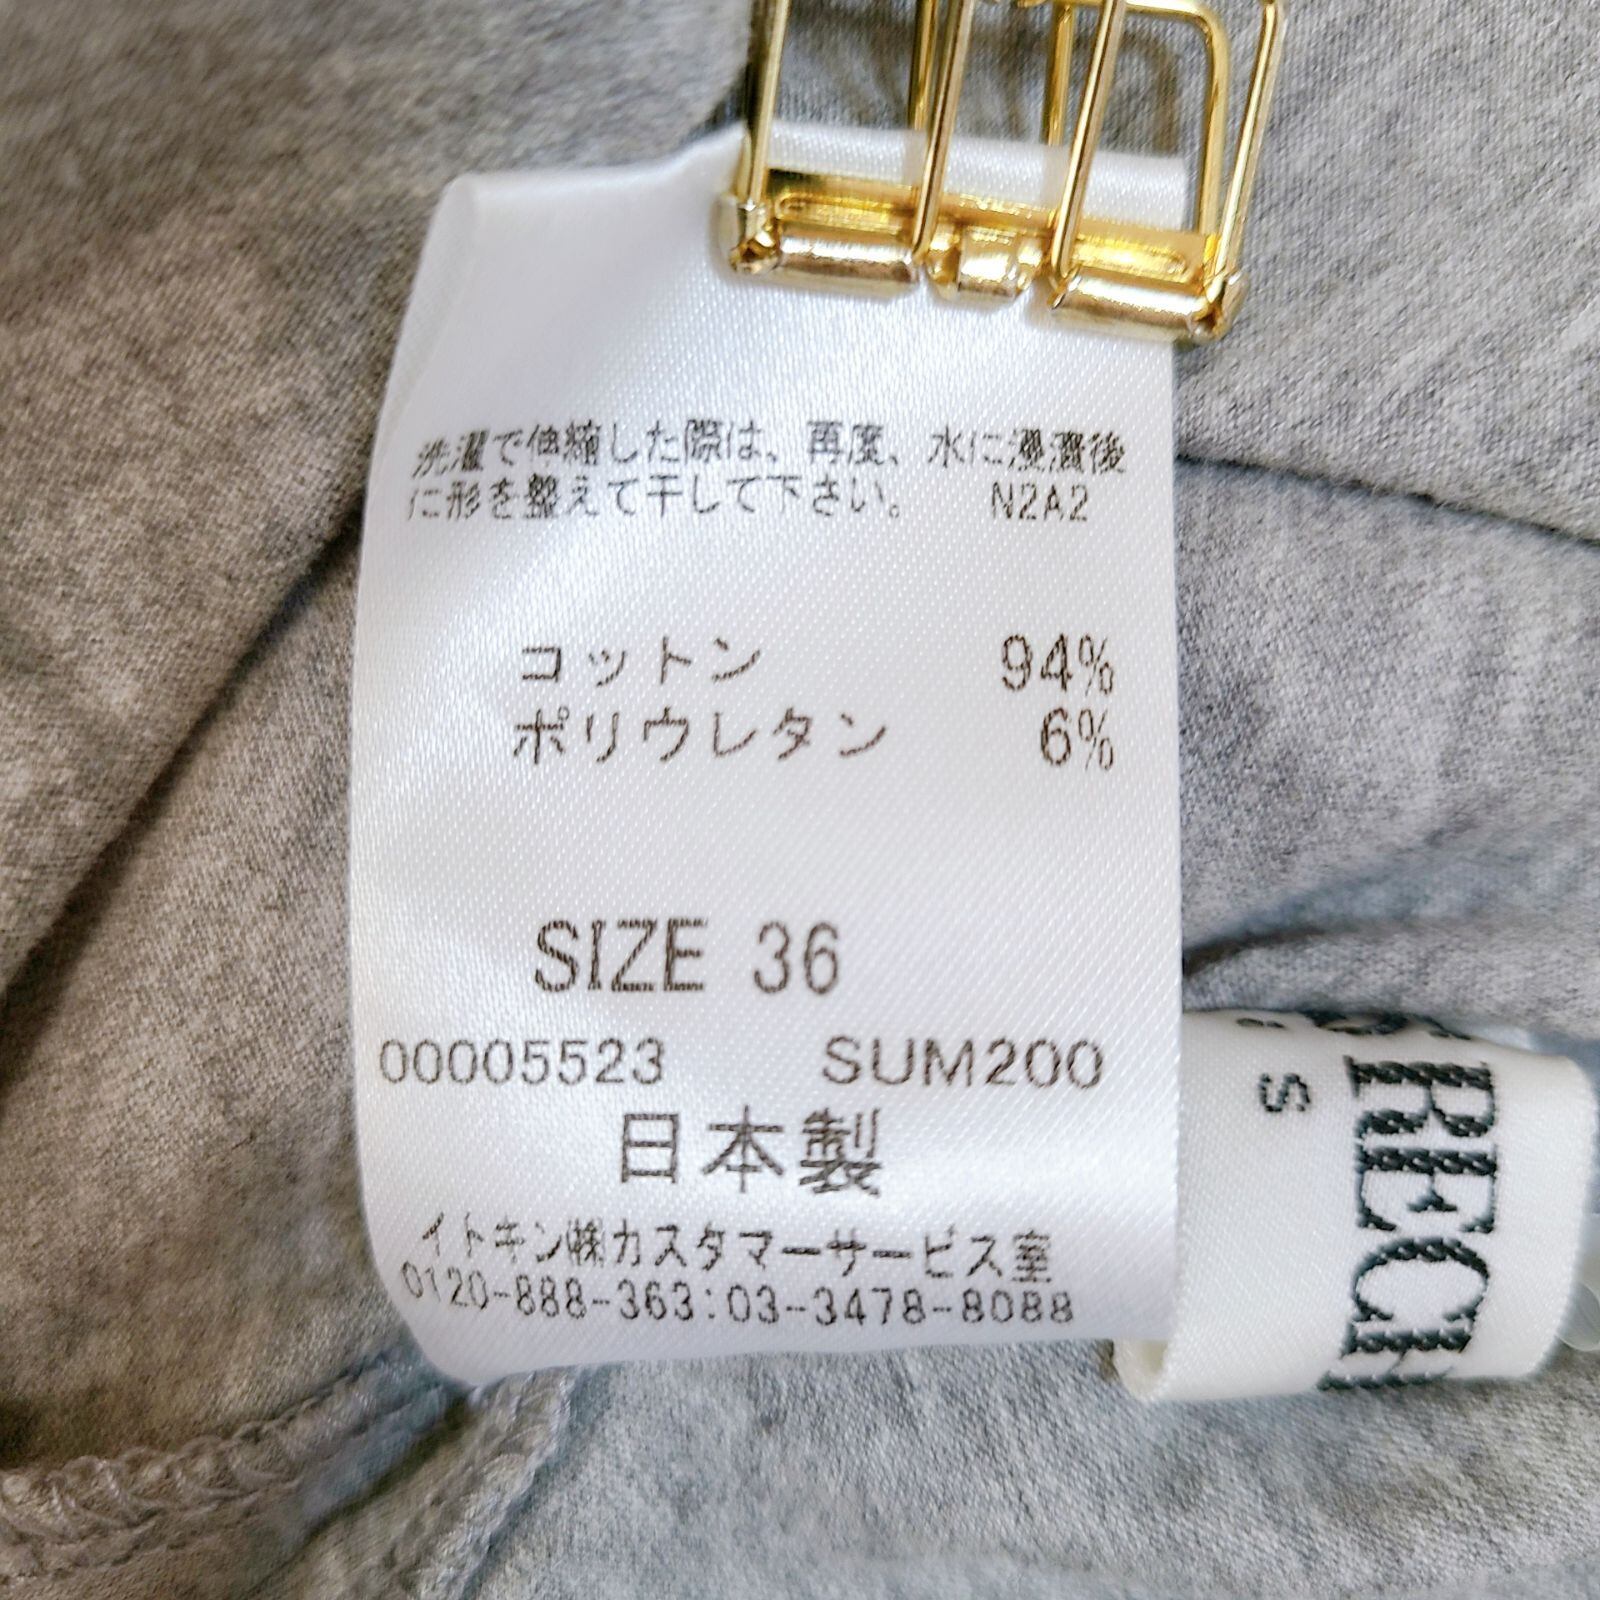 洗濯で伸縮した際は、再度、水に浸漬後
に形を整えて干して下さい。 N2A2
コットン 94%
ポリウレタン 6%
SIZE 36
00005523 SUM200
日本製
イトキン㈱カスタマーサービス室
0120-888-363:03-3478-8088
S